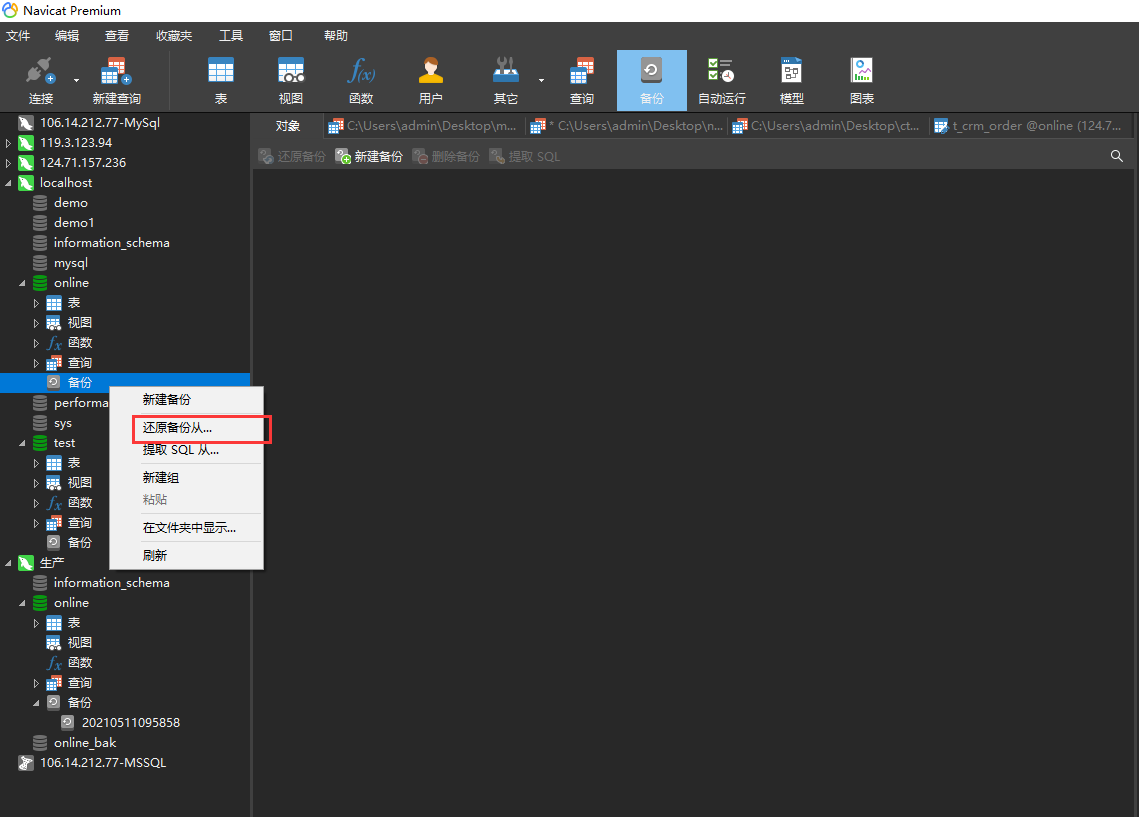 Navicat Premium
文件 编辑 查看 收藏夹 工具 窗口 帮助
连接 新建查询 表 视图 函数 用户 其它 查询 备份 自动运行 模型 图表
f(x)
对象 C:\Users\admin\Desktop\m... * C:\Users\admin\Desktop\n... C:\Users\admin\Desktop\ct... t_crm_order @online (124.7...
还原备份 新建备份 删除备份 提取 SQL
106.14.212.77-MySql
119.3.123.94
124.71.157.236
localhost
demo
demo1
information_schema
mysql
online
表
视图
fx 函数
查询
备份
performa
sys
test
表
视图
fx 函数
查询
备份
新建备份
还原备份从...
提取 SQL 从...
新建组
粘贴
在文件夹中显示...
刷新
生产
information_schema
online
表
视图
fx 函数
查询
备份
20210511095858
online_bak
106.14.212.77-MSSQL